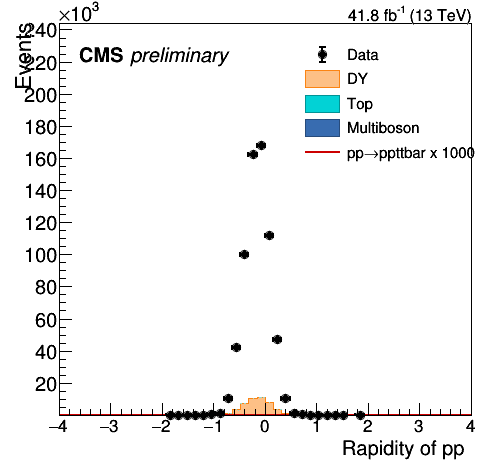 ×10³
41.8 fb⁻¹ (13 TeV)
Events
CMS preliminary
Data
DY
Top
Multiboson
pp→ppttbar x 1000
240
220
200
180
160
140
120
100
80
60
40
20
−4 −3 −2 −1 0 1 2 3 4
Rapidity of pp